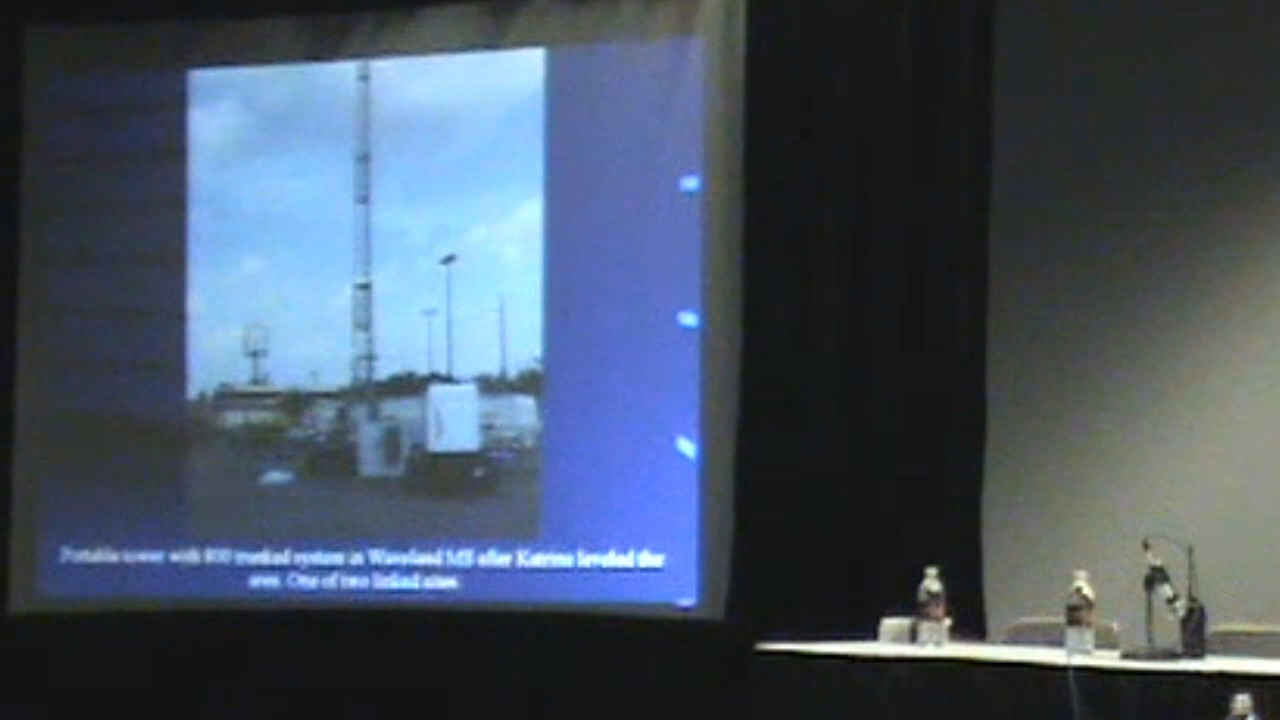 Portable tower with 800 trunked system in Waveland MS after Katrina leveled the
area. One of two linked sites